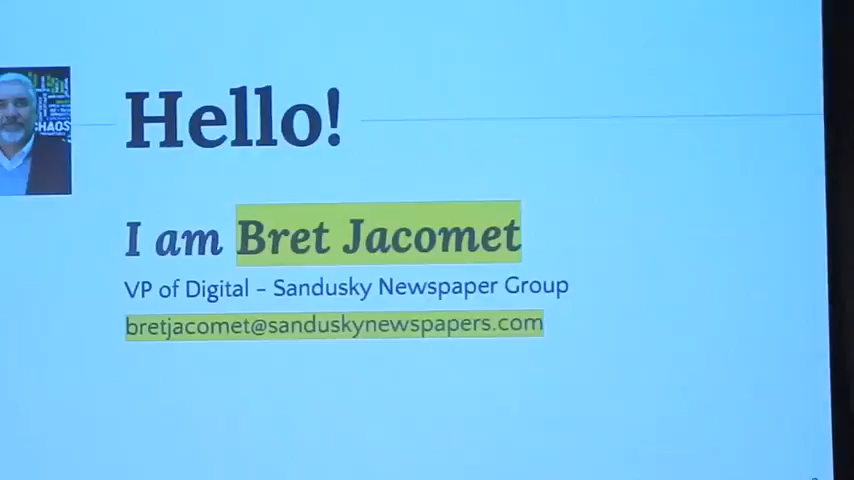 CHAOS
Hello!
I am Bret Jacomet
VP of Digital – Sandusky Newspaper Group
bretjacomet@sanduskynewspapers.com